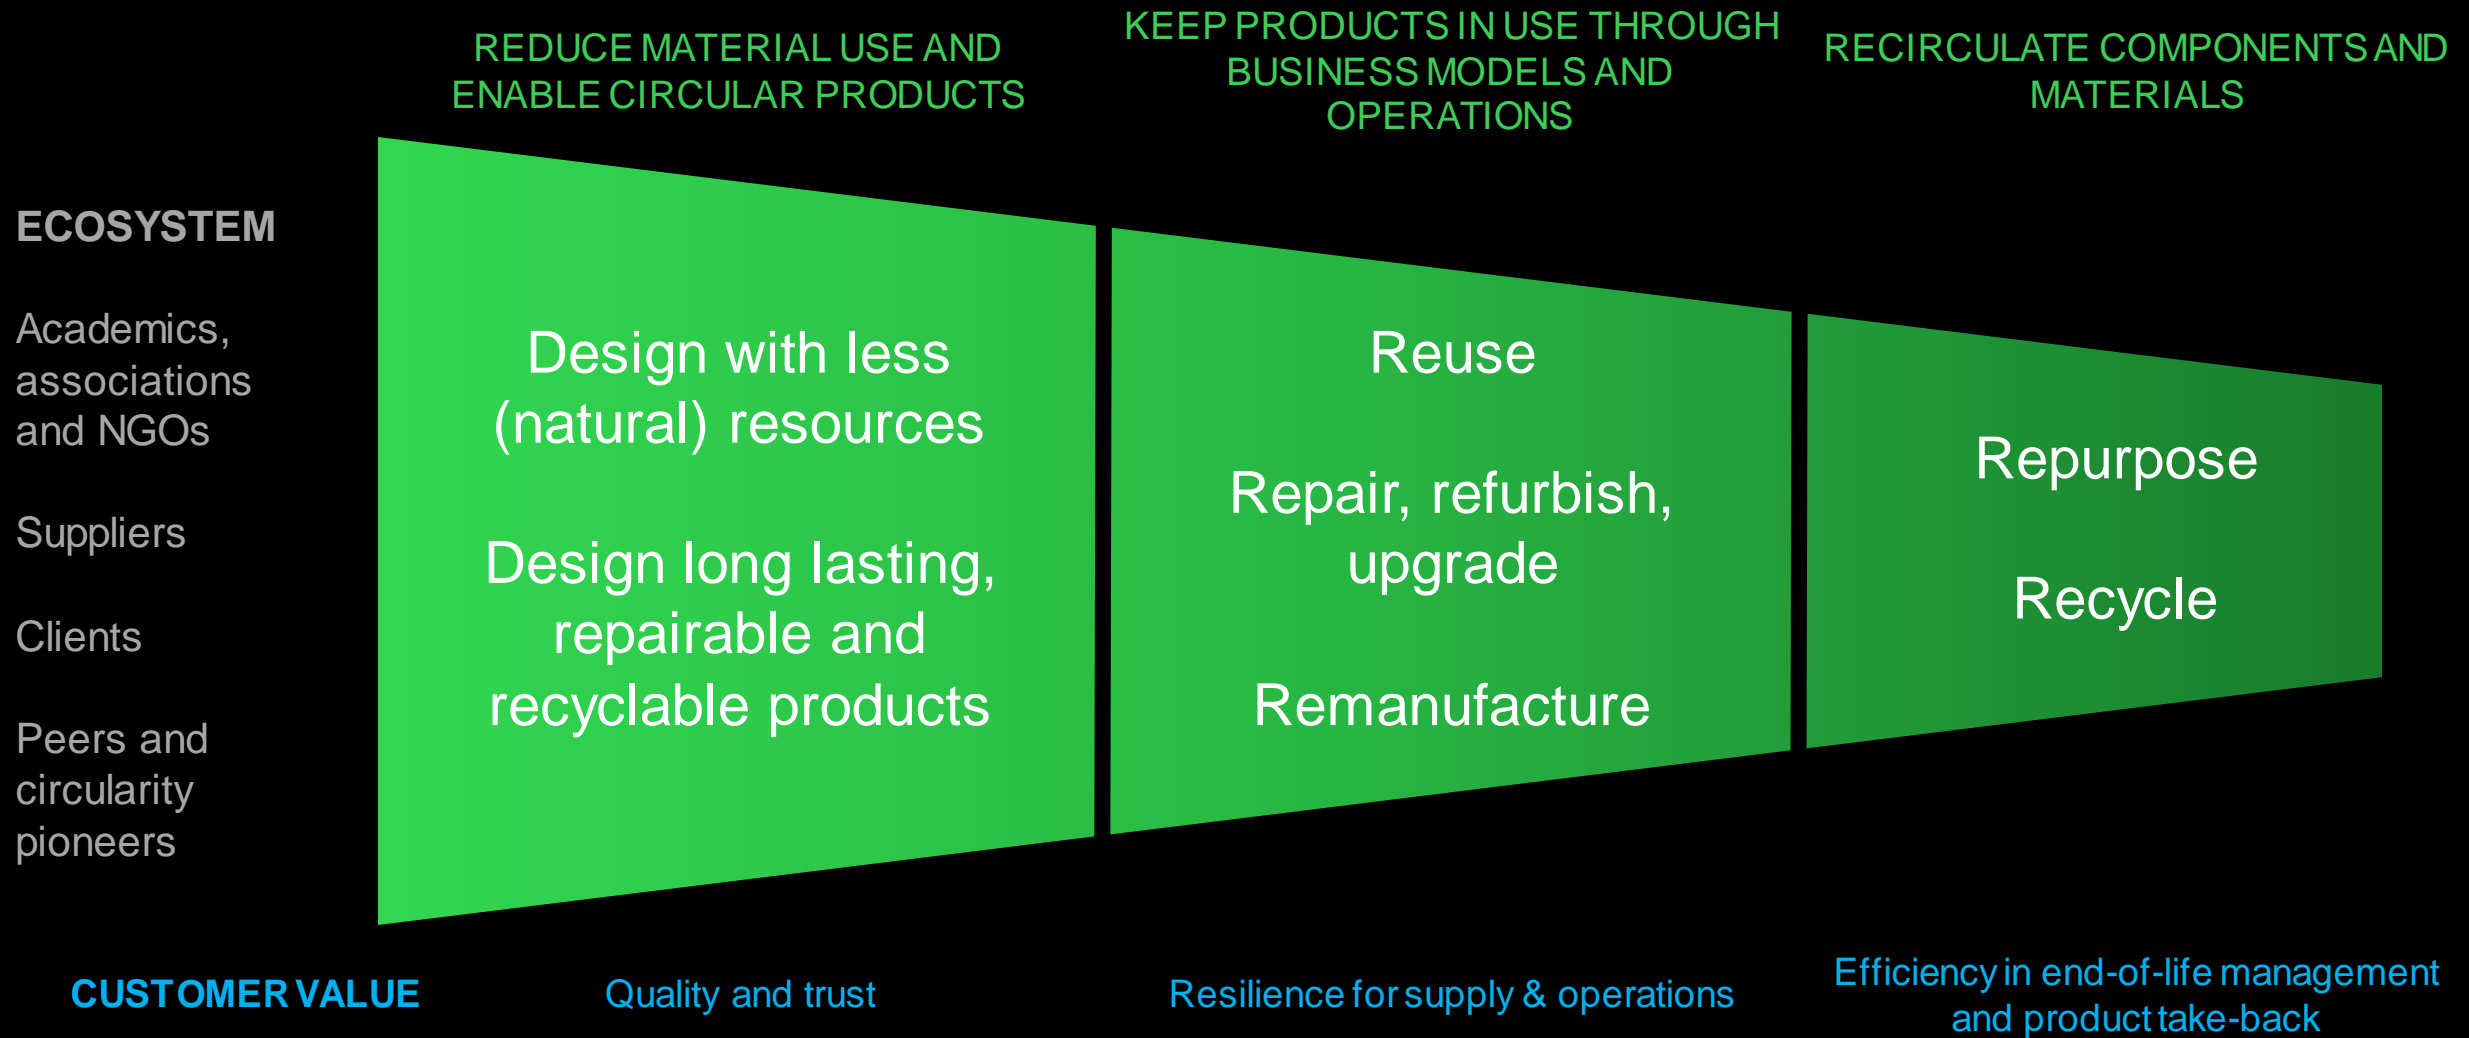 REDUCE MATERIAL USE AND
ENABLE CIRCULAR PRODUCTS
KEEP PRODUCTS IN USE THROUGH
BUSINESS MODELS AND
OPERATIONS
RECIRCULATE COMPONENTS AND
MATERIALS
ECOSYSTEM
Academics,
associations
and NGOs
Suppliers
Clients
Peers and
circularity
pioneers
Design with less
(natural) resources
Design long lasting,
repairable and
recyclable products
Reuse
Repair, refurbish,
upgrade
Remanufacture
Repurpose
Recycle
CUSTOMER VALUE
Quality and trust
Resilience for supply & operations
Efficiency in end-of-life management
and product take-back